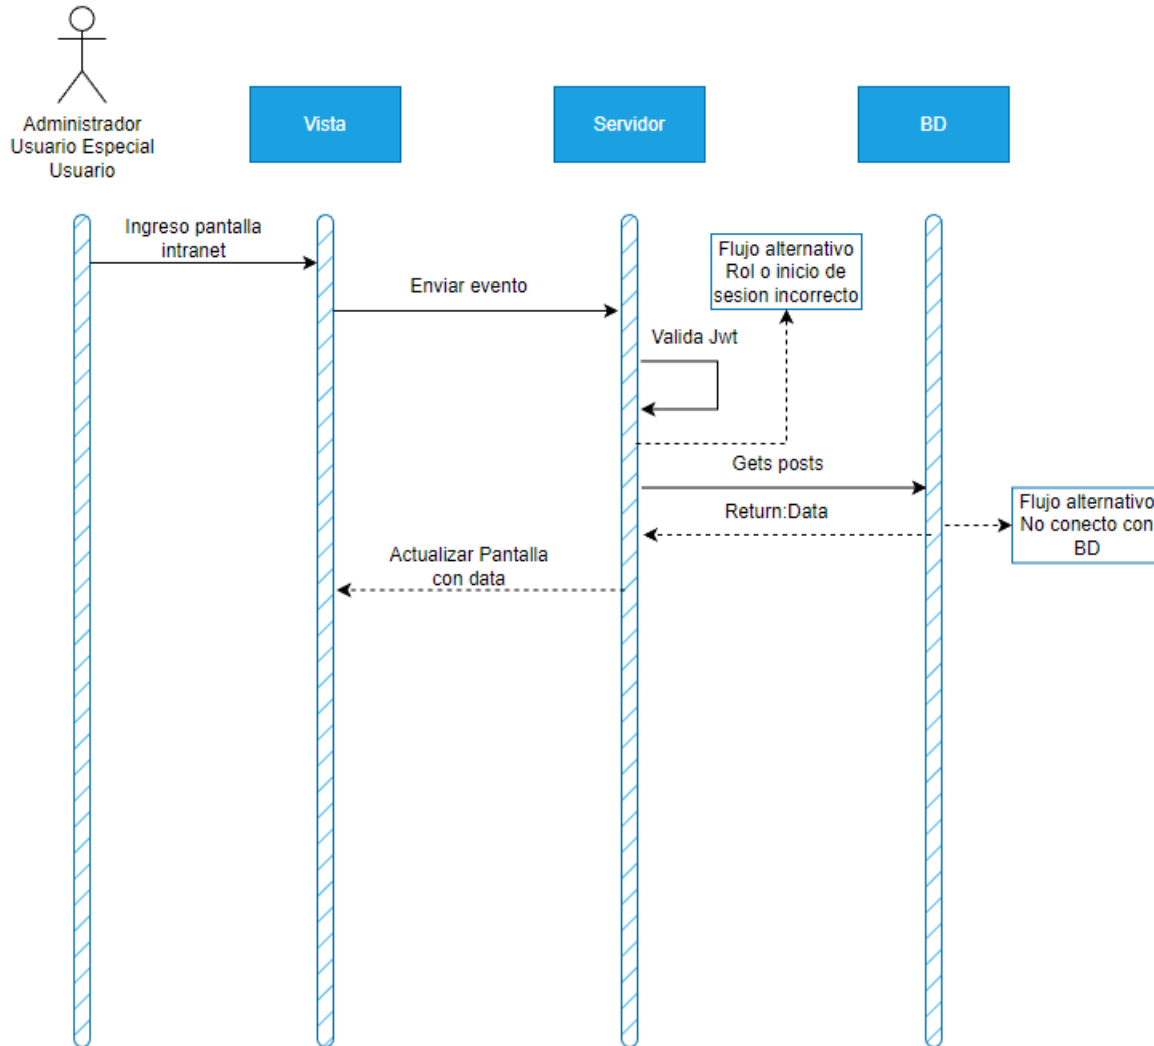 Administrador
Usuario Especial
Usuario
Vista
Servidor
BD
Ingreso pantalla
intranet
Enviar evento
Flujo alternativo
Rol o inicio de
sesion incorrecto
Valida Jwt
Gets posts
Return:Data
Flujo alternativo
No conecto con
BD
Actualizar Pantalla
con data